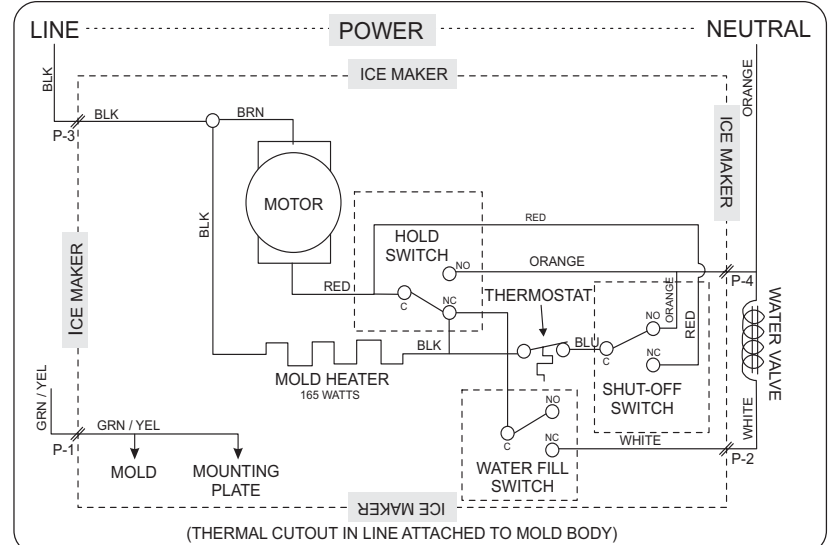 LINE POWER NEUTRAL
ICE MAKER
BLK
ORANGE
BLK
BRN
P-3
ICE MAKER
MOTOR
BLK
RED
HOLD
SWITCH
NO
ORANGE
P-4
ICE MAKER
RED
C
NC
THERMOSTAT
ORANGE
RED
NO
BLK
BLU
C
NC
WATER VALVE
MOLD HEATER
165 WATTS
SHUT-OFF
SWITCH
GRN / YEL
GRN / YEL
P-1
NO
C
NC
WHITE
WHITE
P-2
MOLD
MOUNTING
PLATE
WATER FILL
SWITCH
ICE MAKER
(THERMAL CUTOUT IN LINE ATTACHED TO MOLD BODY)